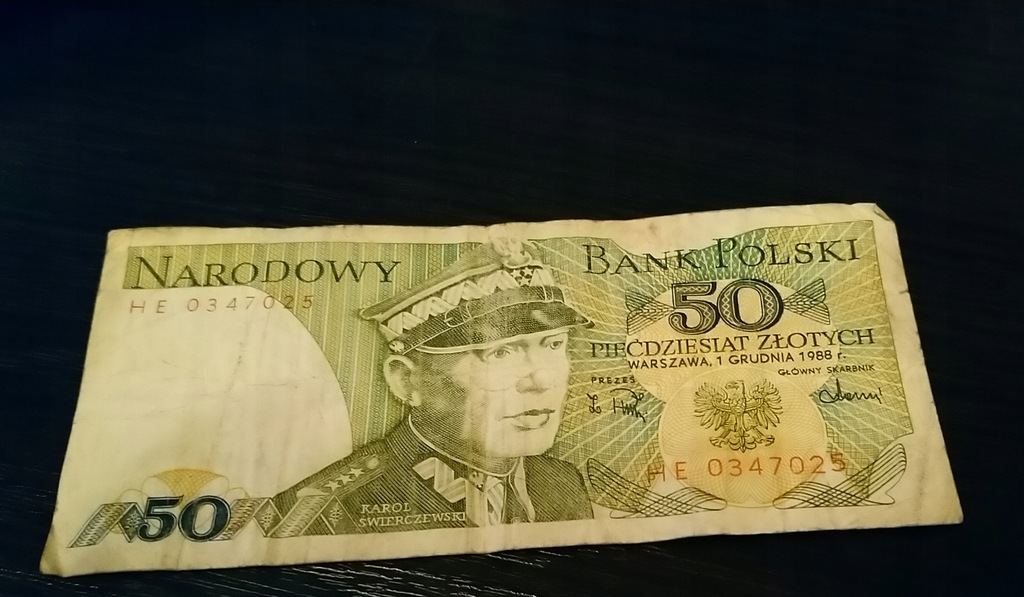 NARODOWY
BANK POLSKI
HE 0347025
50
PIĘĆDZIESIĄT ZŁOTYCH
WARSZAWA, 1 GRUDNIA 1988 r.
PREZES
GŁÓWNY SKARBNIK
HE 0347025
50
KAROL
ŚWIERCZEWSKI